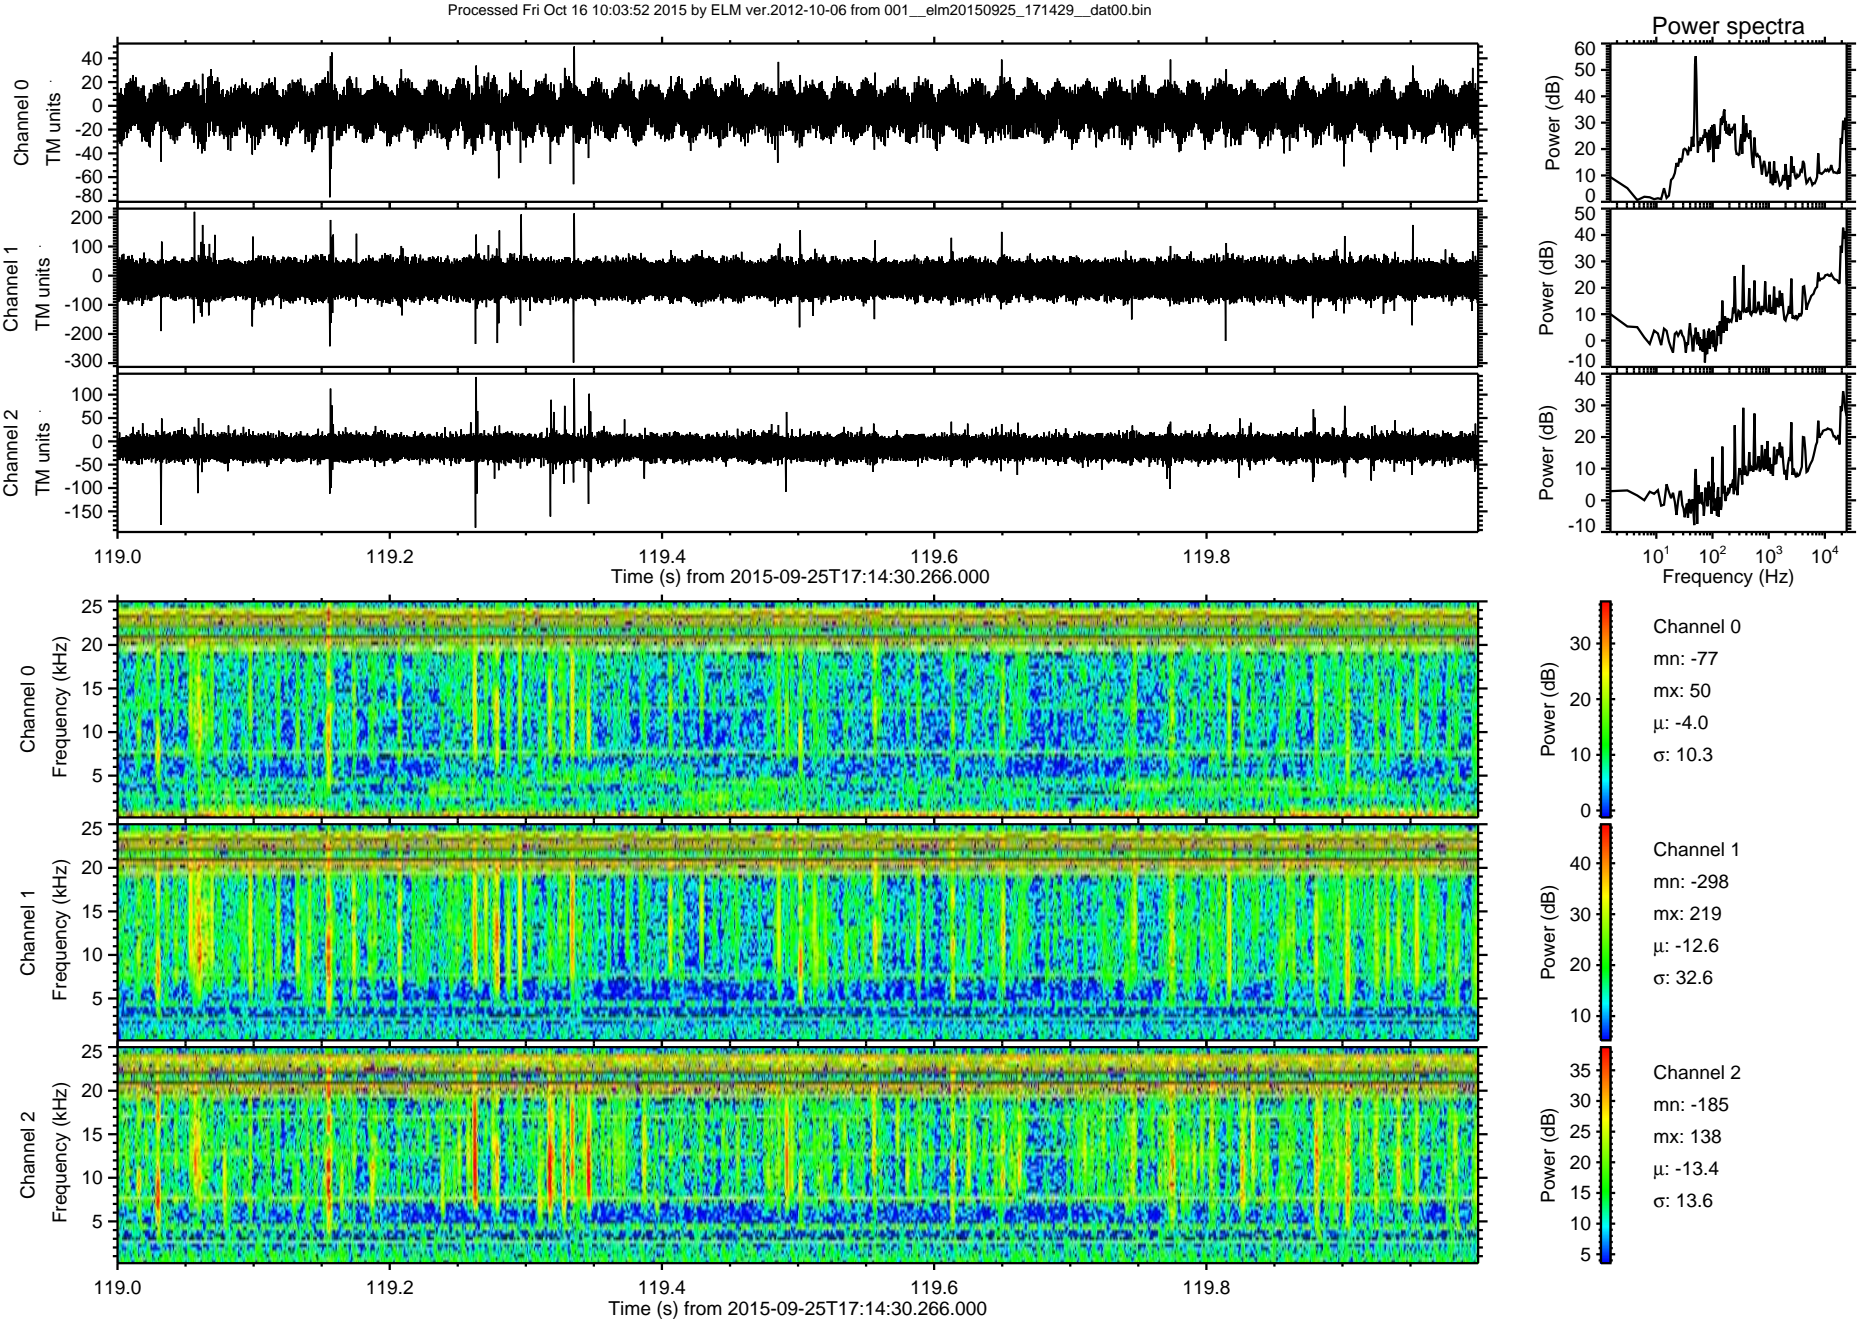 Processed Fri Oct 16 10:03:52 2015 by ELM ver.2012-10-06 from 001__elm20150925_171429__dat00.bin
Power spectra
Channel 0
TM units
40
20
0
-20
-40
-60
-80
Power (dB)
60
50
40
30
20
10
0
Channel 1
TM units
200
100
0
-100
-200
-300
Power (dB)
50
40
30
20
10
0
-10
Channel 2
TM units
100
50
0
-50
-100
-150
Power (dB)
40
30
20
10
0
-10
119.0 119.2 119.4 119.6 119.8
Time (s) from 2015-09-25T17:14:30.266.000
10^1 10^2 10^3 10^4
Frequency (Hz)
Channel 0
Frequency (kHz)
25
20
15
10
5
Power (dB)
30
20
10
0
Channel 0
mn: -77
mx: 50
μ: -4.0
σ: 10.3
Channel 1
Frequency (kHz)
25
20
15
10
5
Power (dB)
40
30
20
10
Channel 1
mn: -298
mx: 219
μ: -12.6
σ: 32.6
Channel 2
Frequency (kHz)
25
20
15
10
5
Power (dB)
35
30
25
20
15
10
5
Channel 2
mn: -185
mx: 138
μ: -13.4
σ: 13.6
119.0 119.2 119.4 119.6 119.8
Time (s) from 2015-09-25T17:14:30.266.000